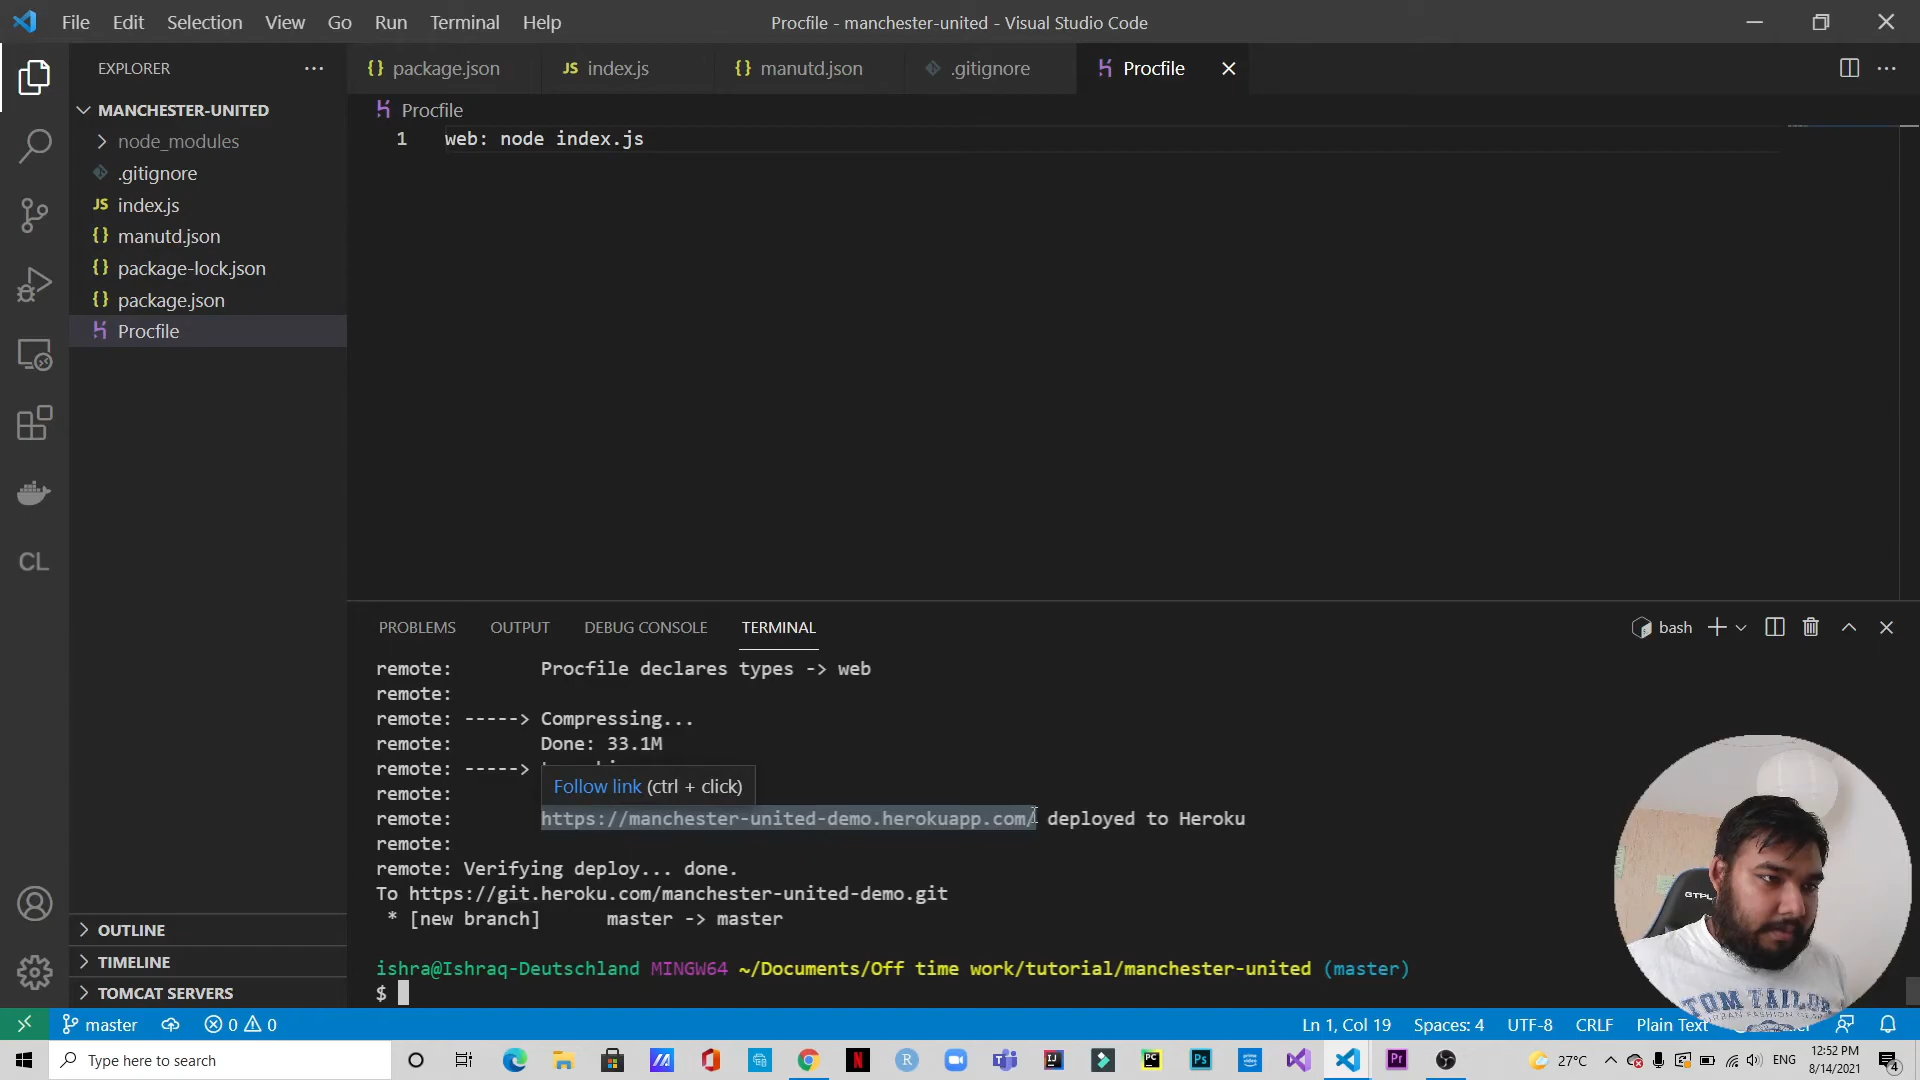 File Edit Selection View Go Run Terminal Help
Procfile - manchester-united - Visual Studio Code
EXPLORER
package.json
index.js
manutd.json
.gitignore
Procfile
MANCHESTER-UNITED
node_modules
.gitignore
JS index.js
{} manutd.json
{} package-lock.json
{} package.json
Procfile
Procfile
1 web: node index.js
CL
OUTLINE
TIMELINE
TOMCAT SERVERS
PROBLEMS OUTPUT DEBUG CONSOLE TERMINAL
bash
remote: Procfile declares types -> web
remote:
remote: -----> Compressing...
remote: Done: 33.1M
remote: ----->
Follow link (ctrl + click)
remote:
remote: https://manchester-united-demo.herokuapp.com/ deployed to Heroku
remote:
remote: Verifying deploy... done.
To https://git.heroku.com/manchester-united-demo.git
* [new branch] master -> master
ishra@Ishraq-Deutschland MINGW64 ~/Documents/Off time work/tutorial/manchester-united (master)
$
GTPL
TOM TAILOR
master
0 0
Ln 1, Col 19 Spaces: 4 UTF-8 CRLF Plain Text
Type here to search
27°C
ENG
12:52 PM
8/14/2021
4